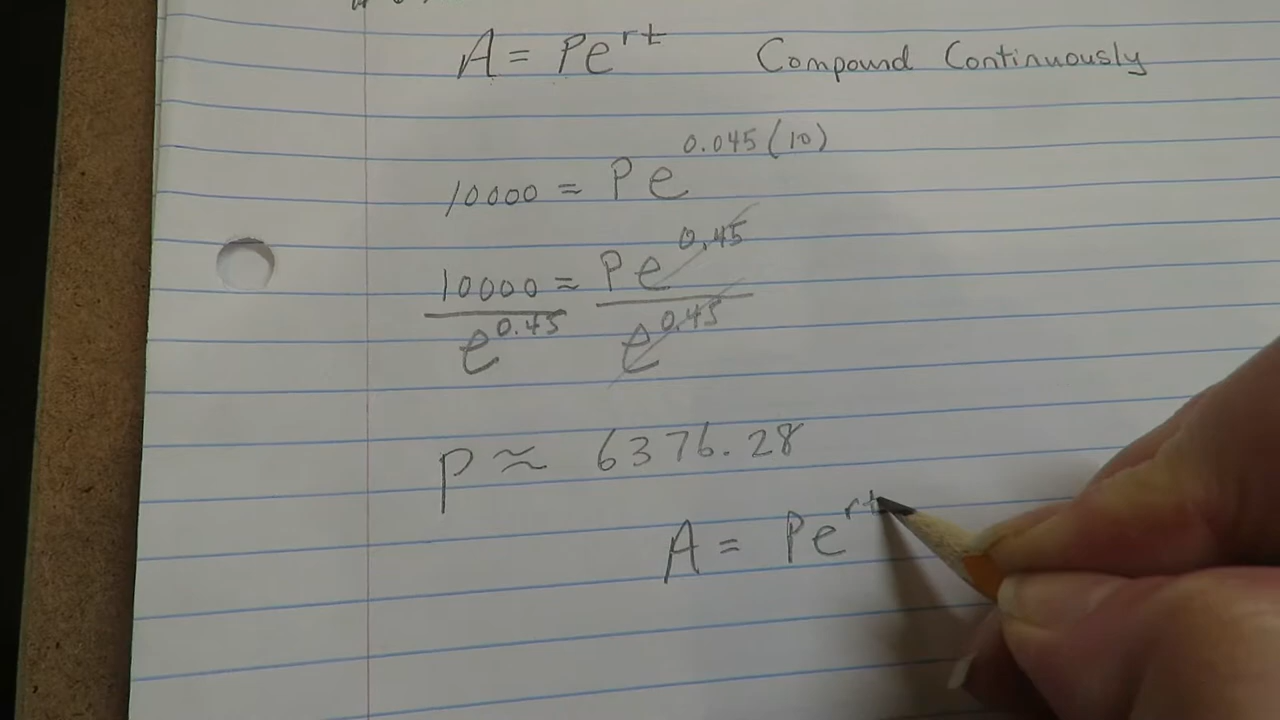 A = Pe^rt Compound Continuously
10000 = Pe^0.045(10)
10000 = Pe^0.45
e^0.45 e^0.45
P ≈ 6376.28
A = Pe^rt